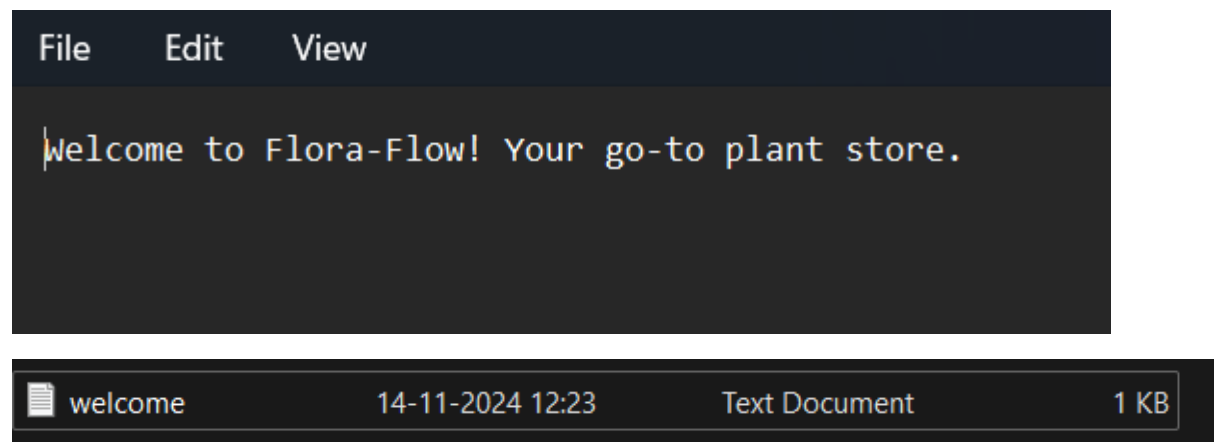 File Edit View
Welcome to Flora-Flow! Your go-to plant store.
welcome 14-11-2024 12:23 Text Document 1 KB